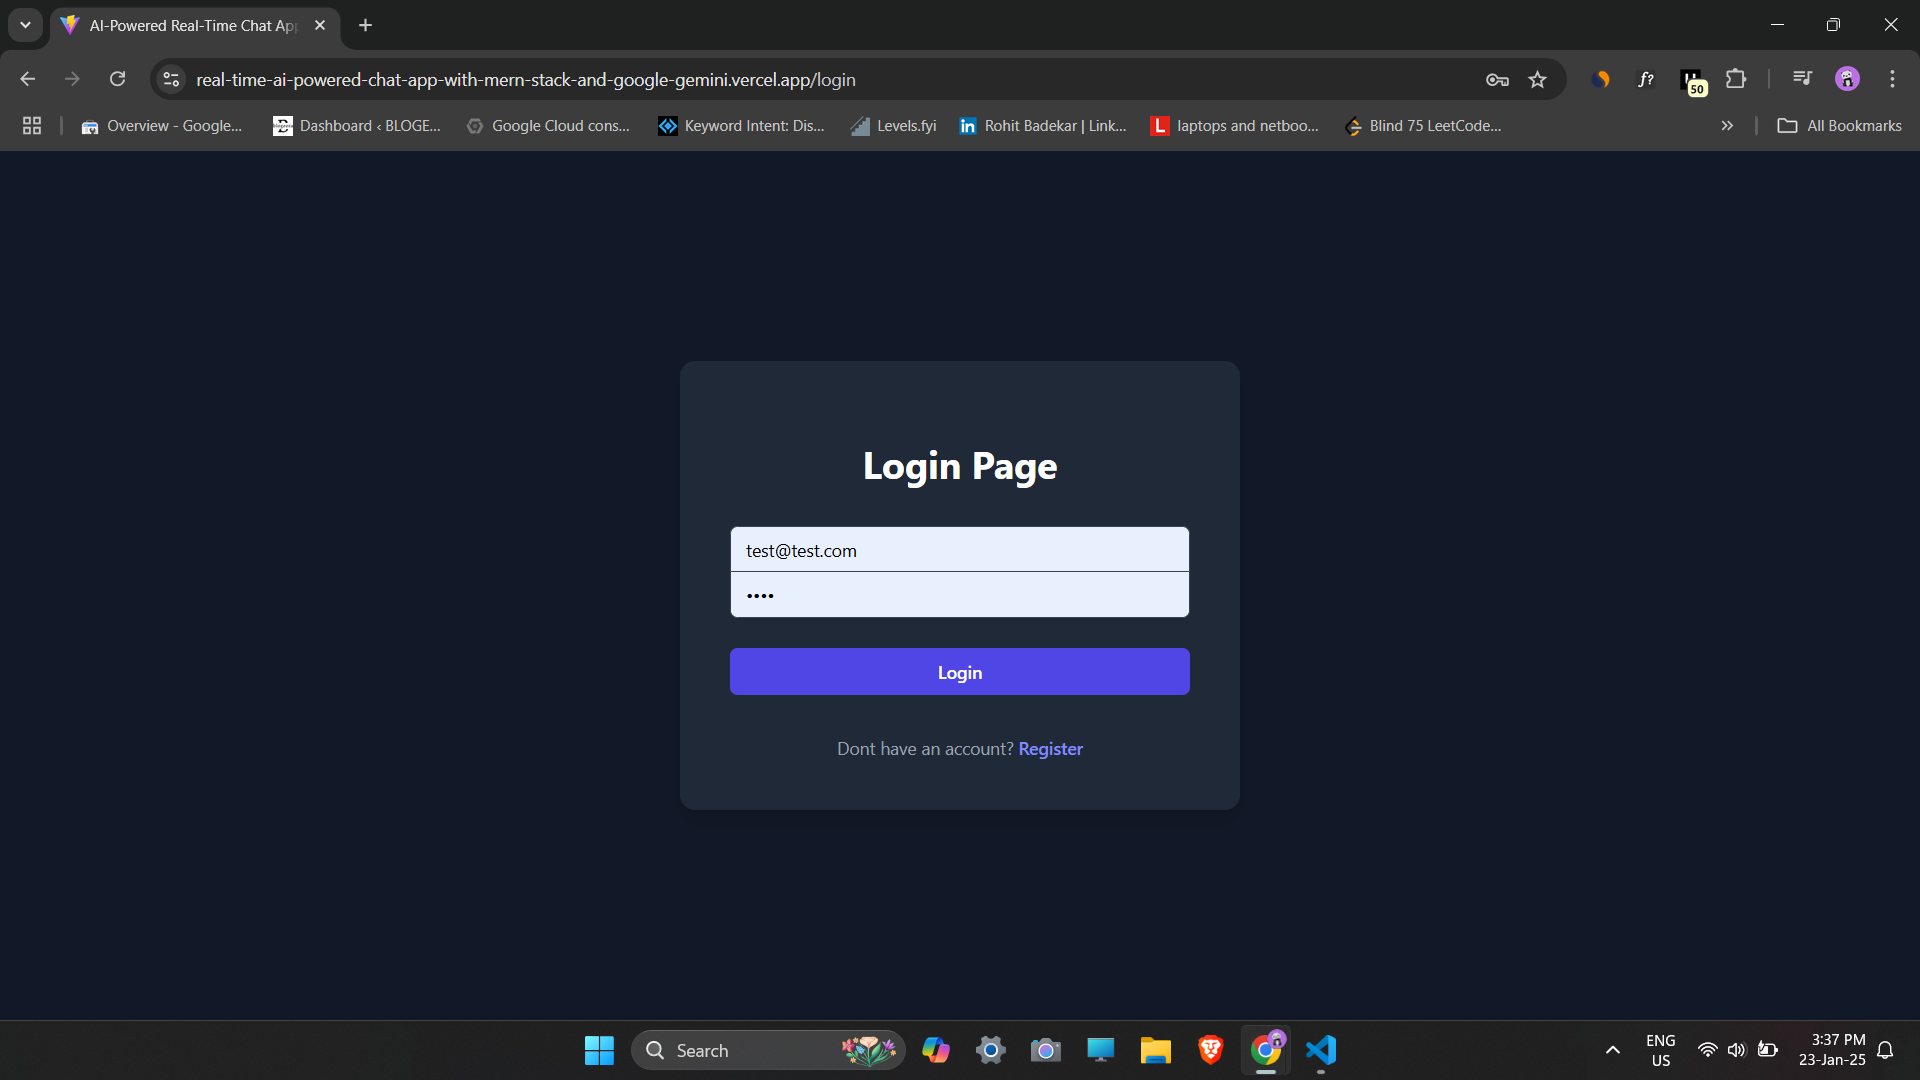 AI-Powered Real-Time Chat Ap
real-time-ai-powered-chat-app-with-mern-stack-and-google-gemini.vercel.app/login
f?
50
Overview - Google...
Dashboard ‹ BLOGE...
Google Cloud cons...
Keyword Intent: Dis...
Levels.fyi
in Rohit Badekar | Link...
L laptops and netboo...
Blind 75 LeetCode...
All Bookmarks
Login Page
test@test.com
••••
Login
Dont have an account? Register
Search
ENG
US
3:37 PM
23-Jan-25